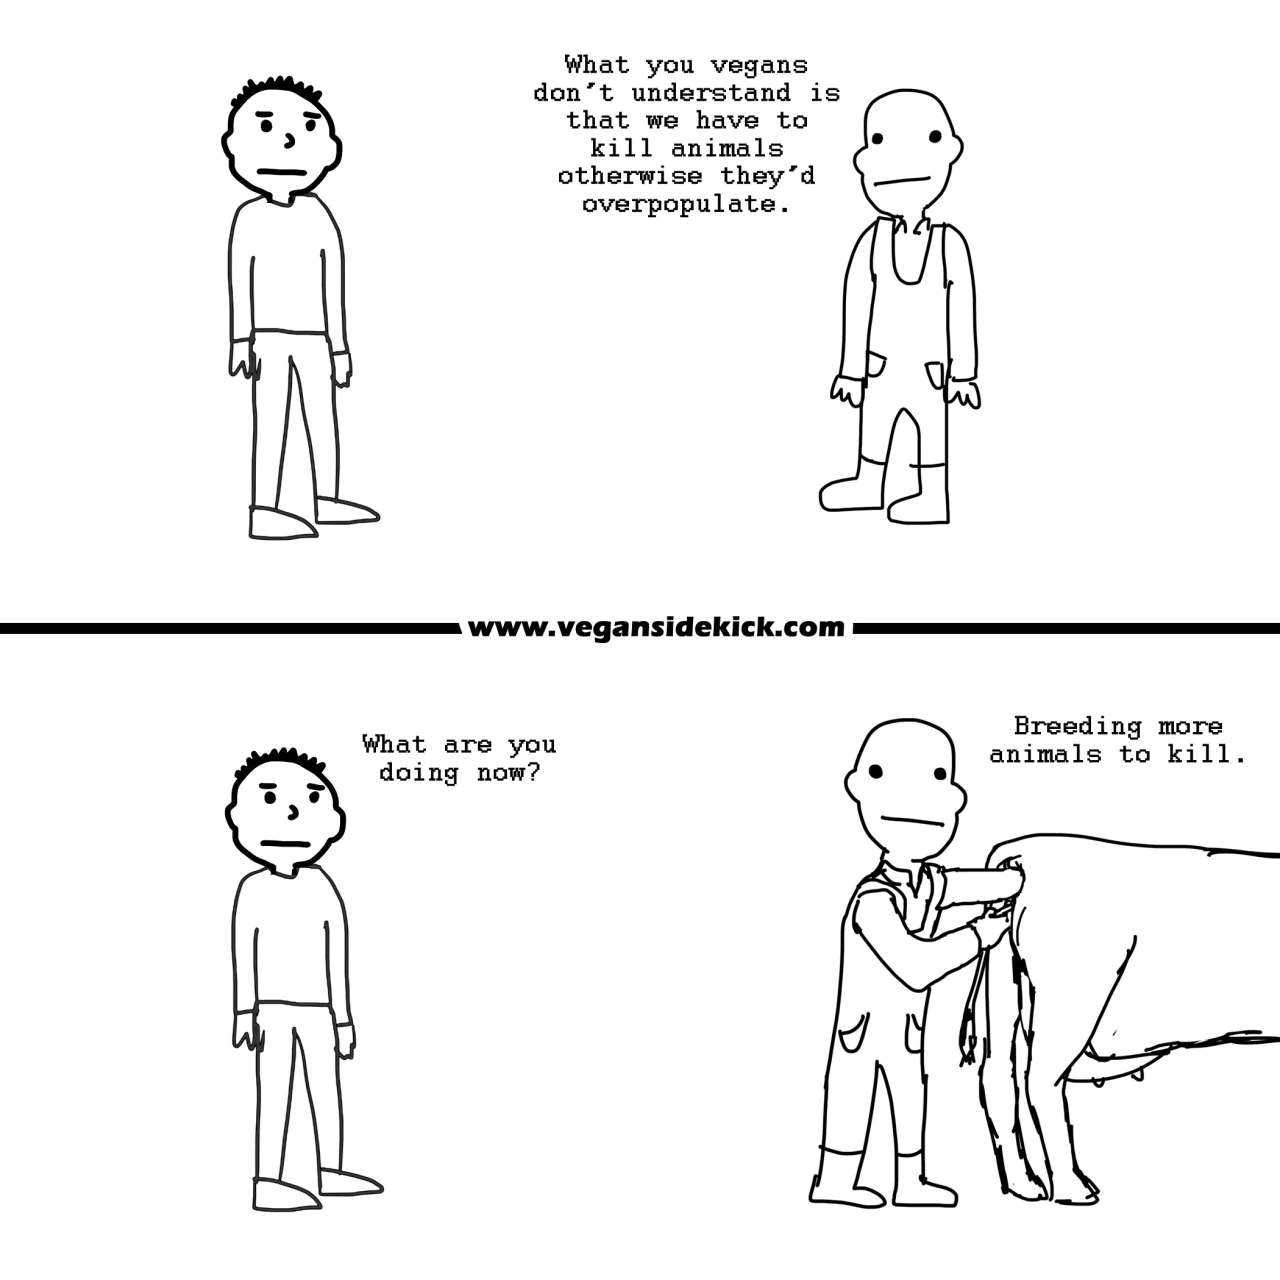 What you vegans
don't understand is
that we have to
kill animals
otherwise they'd
overpopulate.
www.vegansidekick.com
What are you
doing now?
Breeding more
animals to kill.